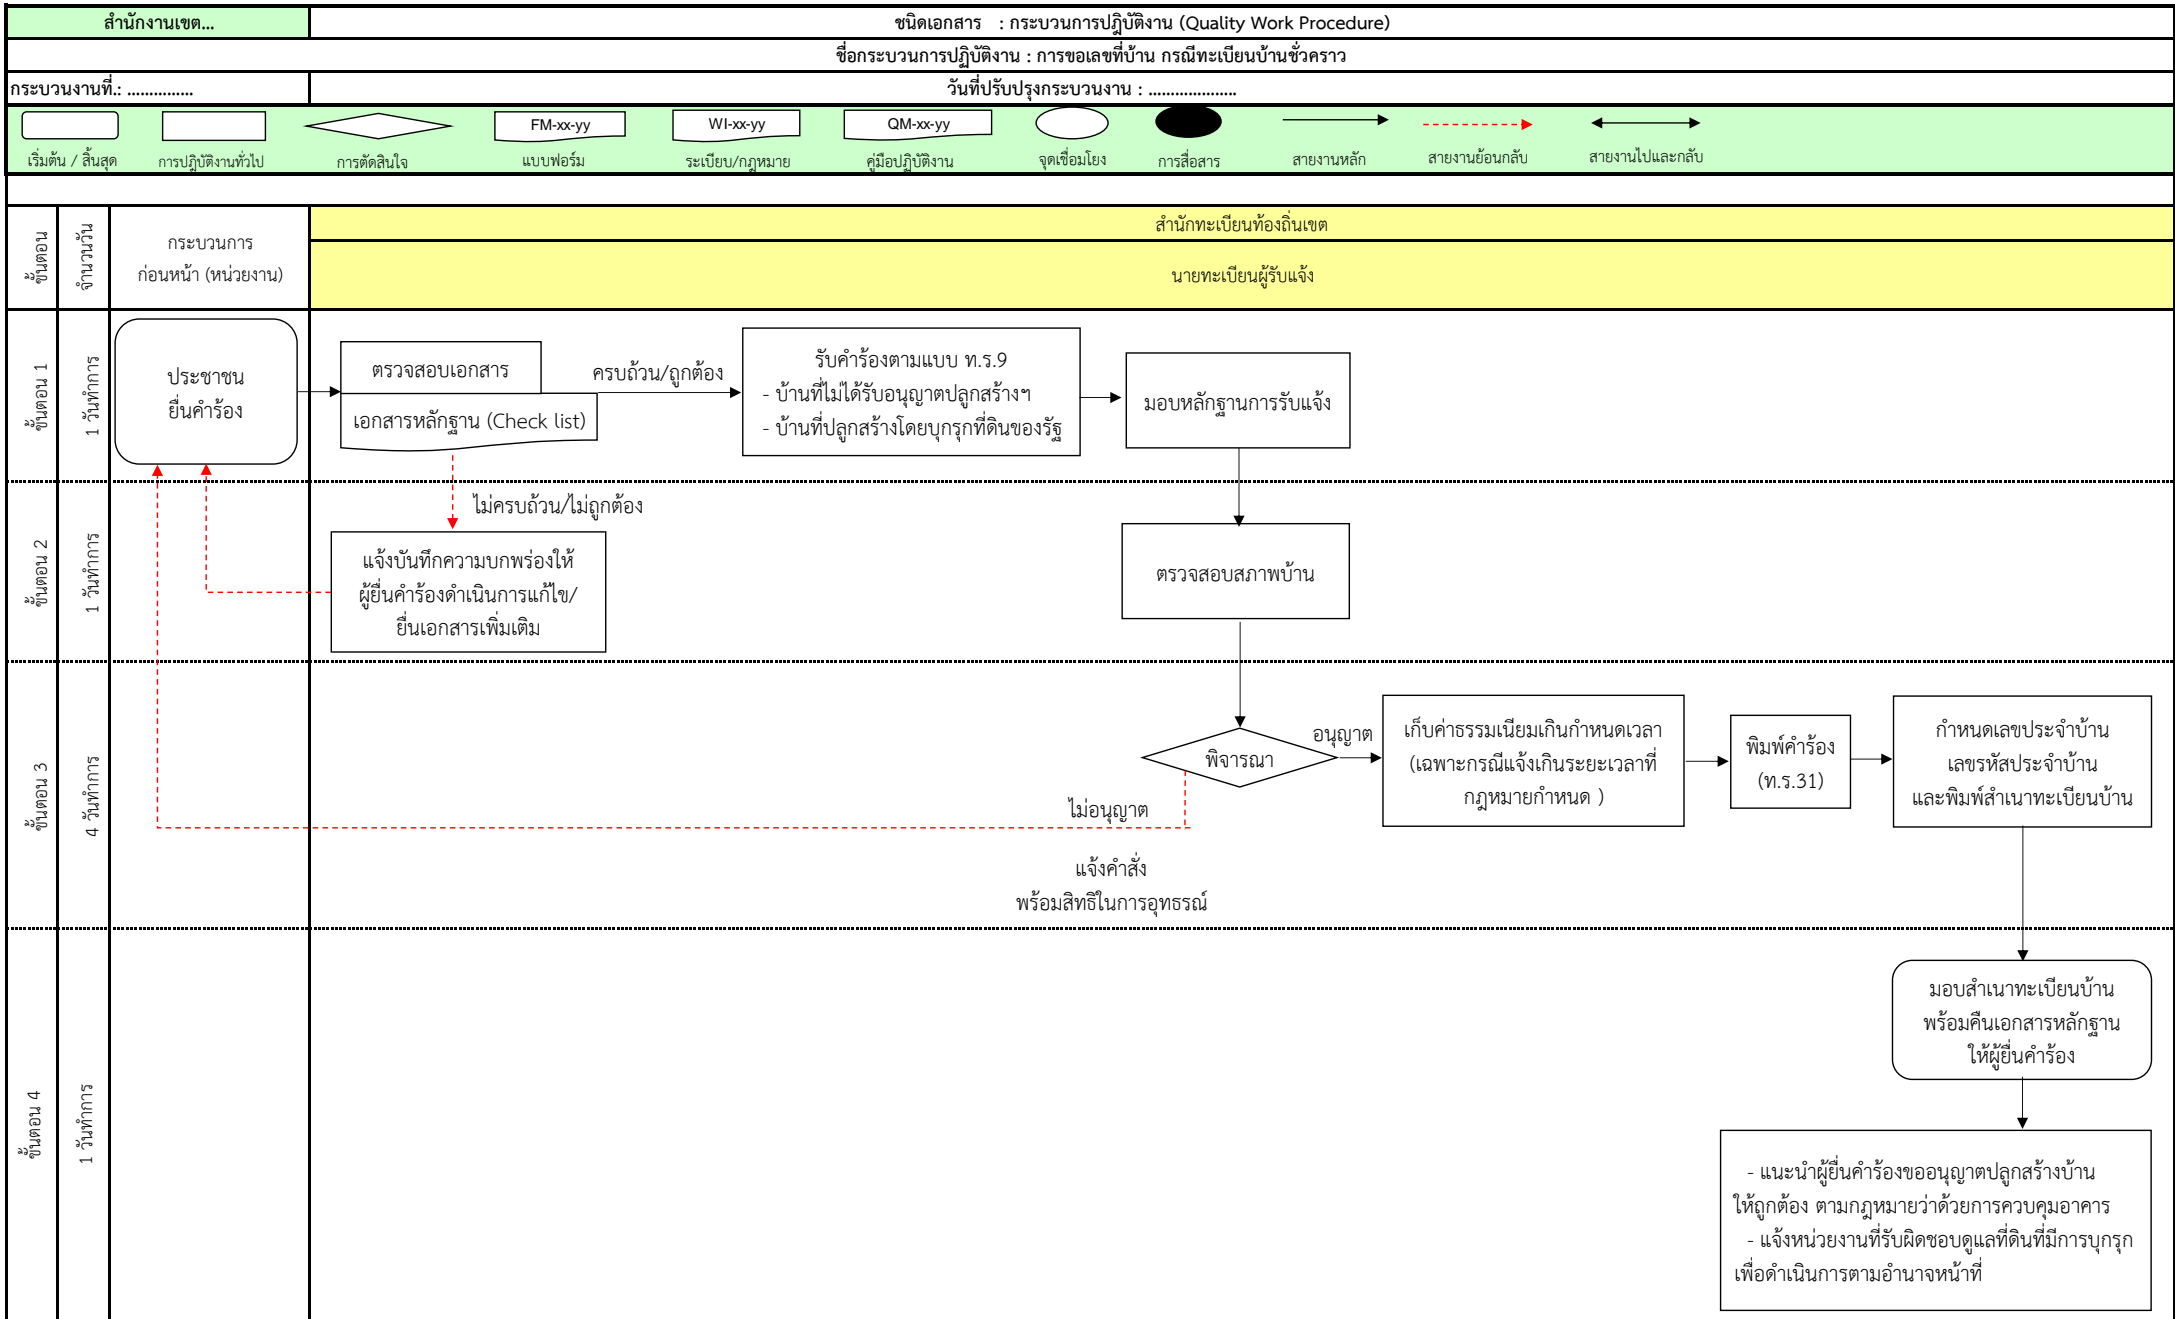 สำนักงานเขต...
ชนิดเอกสาร : กระบวนการปฎิบัติงาน (Quality Work Procedure)
ชื่อกระบวนการปฏิบัติงาน : การขอเลขที่บ้าน กรณีทะเบียนบ้านชั่วคราว
กระบวนงานที่.: ...............
วันที่ปรับปรุงกระบวนงาน : ....................
FM-xx-yy
WI-xx-yy
QM-xx-yy
เริ่มต้น / สิ้นสุด
การปฎิบัติงานทั่วไป
การตัดสินใจ
แบบฟอร์ม
ระเบียบ/กฎหมาย
คู่มือปฏิบัติงาน
จุดเชื่อมโยง
การสื่อสาร
สายงานหลัก
สายงานย้อนกลับ
สายงานไปและกลับ
ขั้นตอน
จำนวนวัน
กระบวนการ
ก่อนหน้า (หน่วยงาน)
สำนักทะเบียนท้องถิ่นเขต
นายทะเบียนผู้รับแจ้ง
ขั้นตอน 1
1 วันทำการ
ประชาชน
ยื่นคำร้อง
ตรวจสอบเอกสาร
เอกสารหลักฐาน (Check list)
ครบถ้วน/ถูกต้อง
รับคำร้องตามแบบ ท.ร.9
- บ้านที่ไม่ได้รับอนุญาตปลูกสร้างฯ
- บ้านที่ปลูกสร้างโดยบุกรุกที่ดินของรัฐ
มอบหลักฐานการรับแจ้ง
ขั้นตอน 2
1 วันทำการ
ไม่ครบถ้วน/ไม่ถูกต้อง
แจ้งบันทึกความบกพร่องให้
ผู้ยื่นคำร้องดำเนินการแก้ไข/
ยื่นเอกสารเพิ่มเติม
ตรวจสอบสภาพบ้าน
ขั้นตอน 3
4 วันทำการ
พิจารณา
อนุญาต
ไม่อนุญาต
แจ้งคำสั่ง
พร้อมสิทธิในการอุทธรณ์
เก็บค่าธรรมเนียมเกินกำหนดเวลา
(เฉพาะกรณีแจ้งเกินระยะเวลาที่
กฎหมายกำหนด )
พิมพ์คำร้อง
(ท.ร.31)
กำหนดเลขประจำบ้าน
เลขรหัสประจำบ้าน
และพิมพ์สำเนาทะเบียนบ้าน
ขั้นตอน 4
1 วันทำการ
มอบสำเนาทะเบียนบ้าน
พร้อมคืนเอกสารหลักฐาน
ให้ผู้ยื่นคำร้อง
- แนะนำผู้ยื่นคำร้องขออนุญาตปลูกสร้างบ้าน
ให้ถูกต้อง ตามกฎหมายว่าด้วยการควบคุมอาคาร
- แจ้งหน่วยงานที่รับผิดชอบดูแลที่ดินที่มีการบุกรุก
เพื่อดำเนินการตามอำนาจหน้าที่